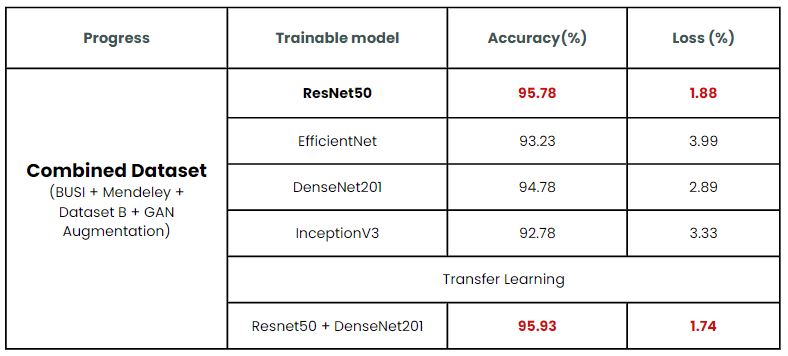 Progress Trainable model Accuracy(%) Loss (%)
ResNet50 95.78 1.88
EfficientNet 93.23 3.99
Combined Dataset
(BUSI + Mendeley +
Dataset B + GAN
Augmentation)
DenseNet201 94.78 2.89
InceptionV3 92.78 3.33
Transfer Learning
Resnet50 + DenseNet201 95.93 1.74